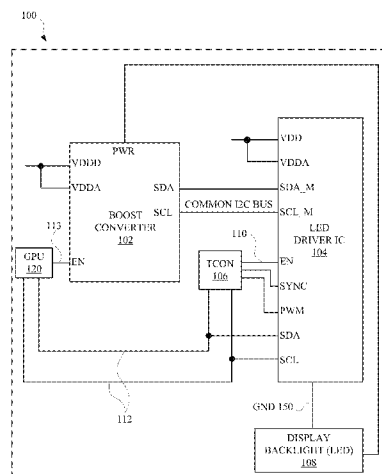 100
PWR
VDDD
VDDA
SDA
SCL
BOOST
CONVERTER
102
EN
113
GPU
120
COMMON I2C BUS
VDD
VDDA
SDA_M
SCL_M
LED
DRIVER IC
104
EN
SYNC
PWM
SDA
SCL
110
TCON
106
112
GND 150
DISPLAY
BACKLIGHT (LED)
108